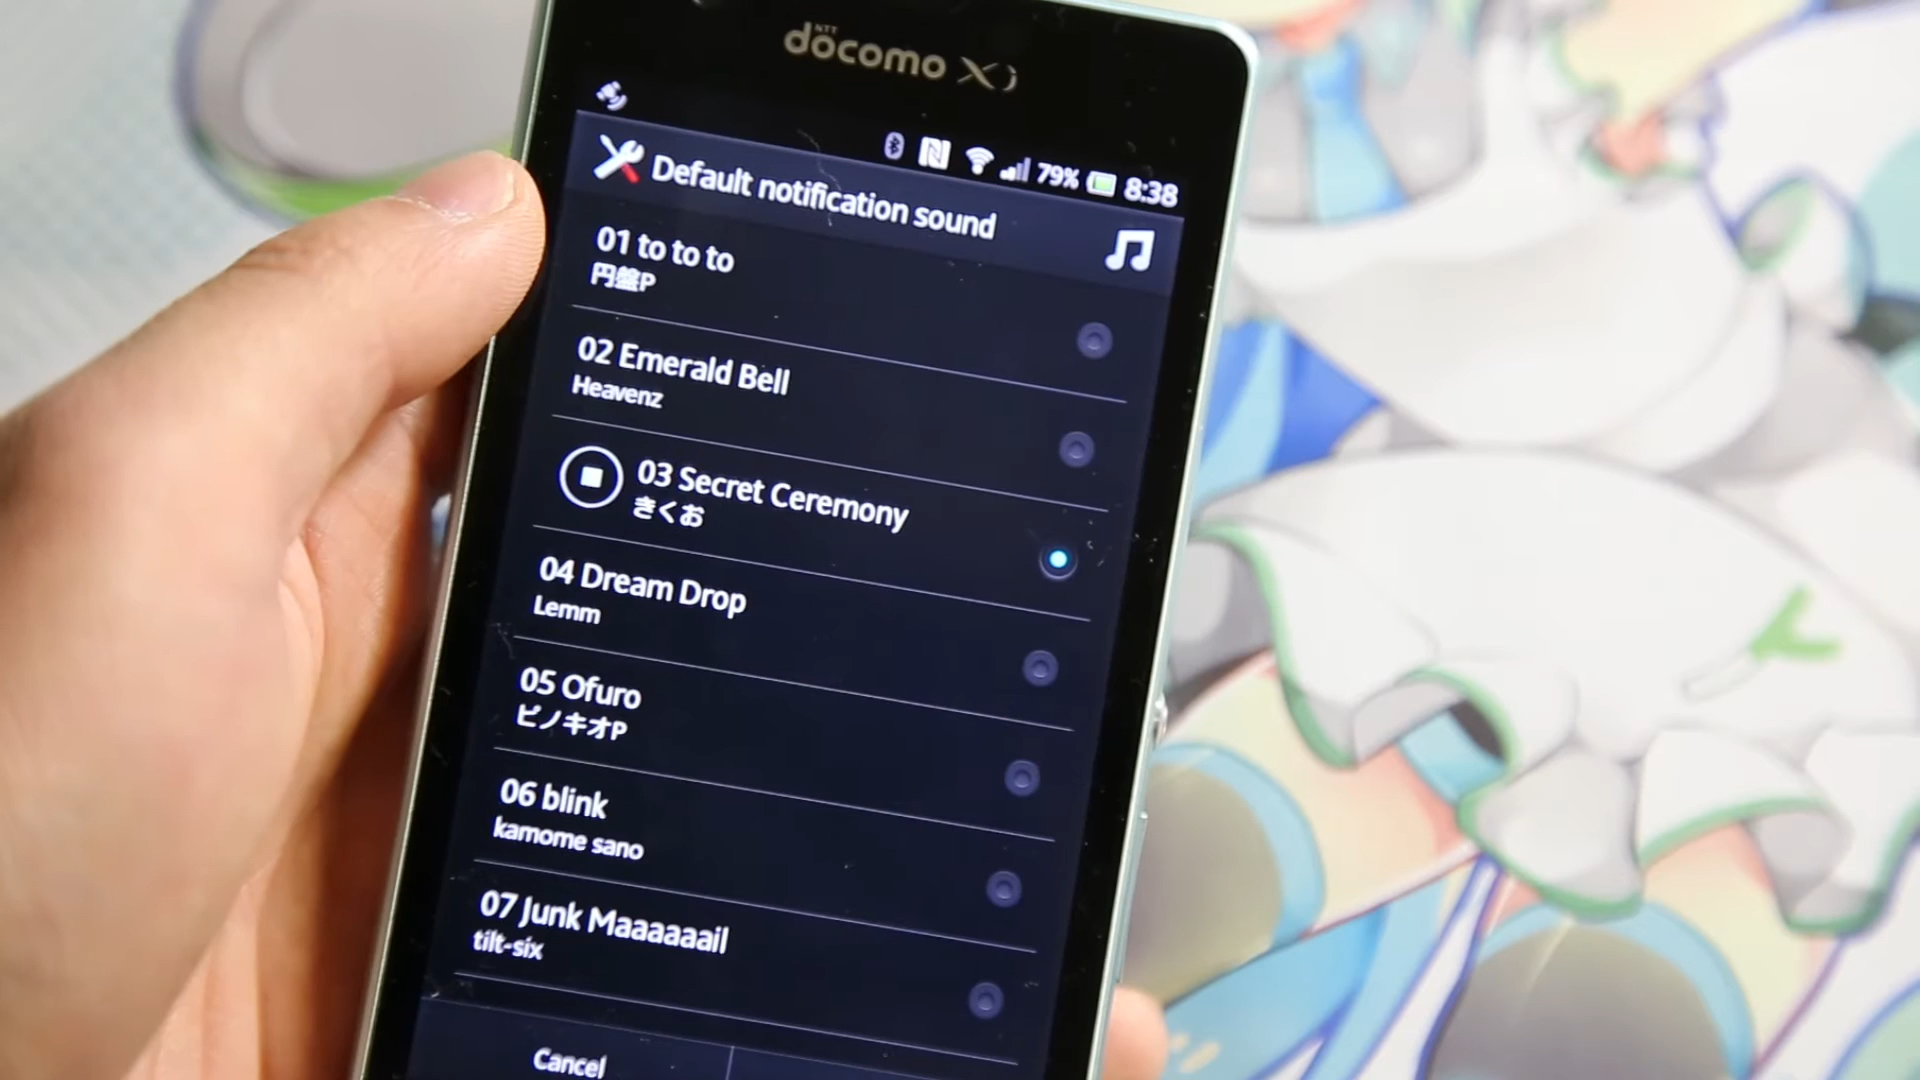 NTT
döcomo Xi
79% 8:38
Default notification sound
01 to to to
円盤P
02 Emerald Bell
Heavenz
03 Secret Ceremony
きくお
04 Dream Drop
Lemm
05 Ofuro
ピノキオP
06 blink
kamome sano
07 Junk Maaaaaail
tilt-six
Cancel